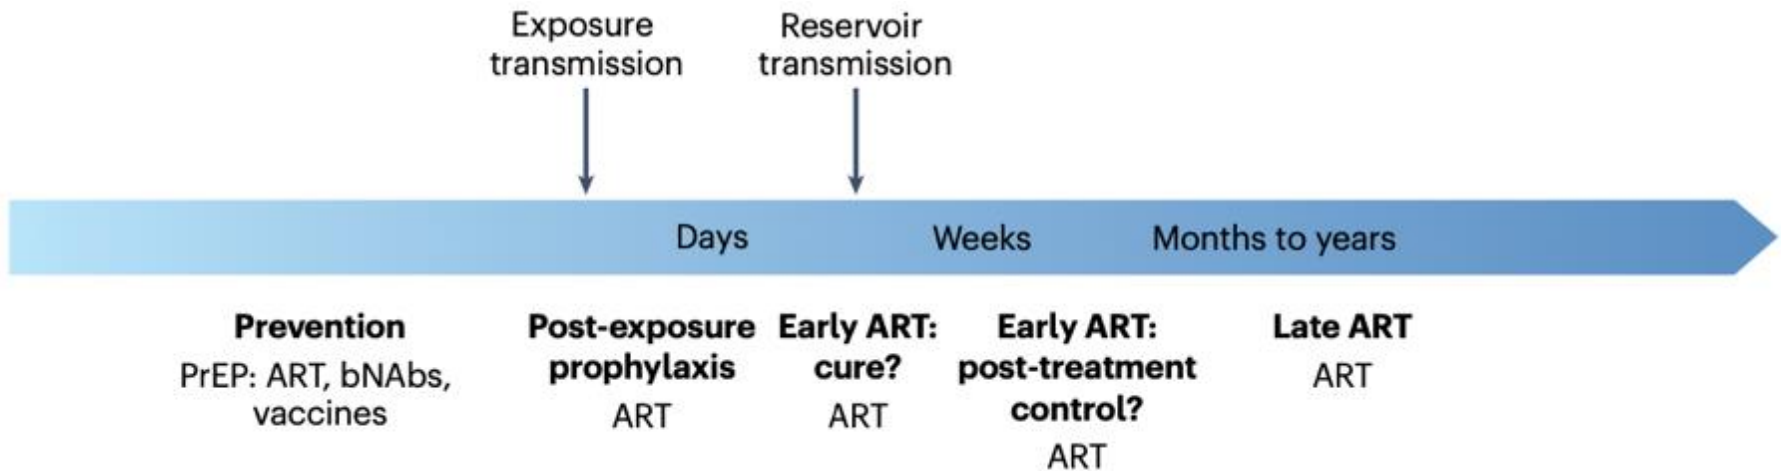 Exposure
transmission
Reservoir
transmission
Days
Weeks
Months to years
Prevention
PrEP: ART, bNAbs,
vaccines
Post-exposure
prophylaxis
ART
Early ART:
cure?
ART
Early ART:
post-treatment
control?
ART
Late ART
ART